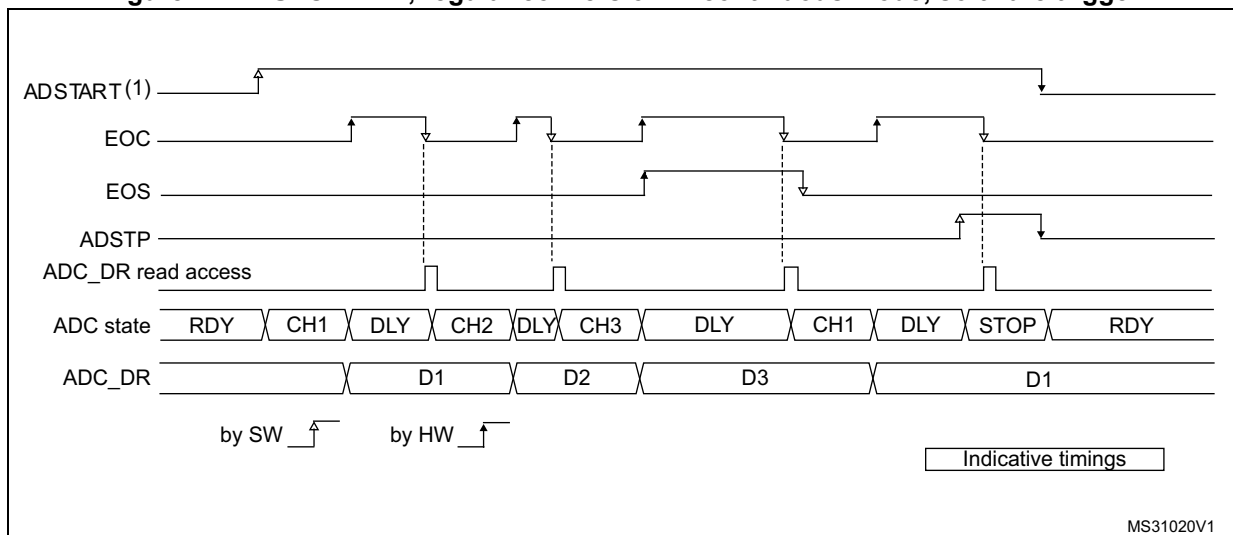 ADSTART(1)
EOC
EOS
ADSTP
ADC_DR read access
ADC state RDY CH1 DLY CH2 DLY CH3 DLY CH1 DLY STOP RDY
ADC_DR D1 D2 D3 D1
by SW by HW
Indicative timings
MS31020V1